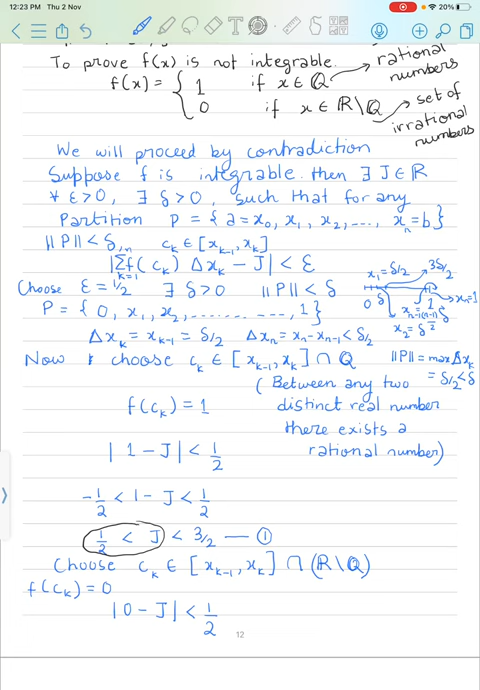 12:23 PM Thu 2 Nov
20%
To prove f(x) is not integrable.
f(x) = { 1 if x ∈ ℚ → rational numbers
0 if x ∈ ℝ\ℚ → set of irrational numbers
We will proceed by contradiction
Suppose f is integrable. then ∃ J ∈ ℝ
∀ ε>0, ∃ δ>0, such that for any
Partition P = { a = x₀, x₁, x₂, ..., xₙ = b}
||P|| < δ, cₖ ∈ [xₖ₋₁, xₖ]
|ⁿΣₖ₌₁ f(cₖ) Δxₖ - J| < ε
Choose ε = 1/2 ∃ δ>0 ||P|| < δ
x₁ = δ/2 3δ/2
0 δ 1 → xₙ=1
xₙ₋₁
x₂ = δ
P = { 0, x₁, x₂, ........, 1 }
Δxₖ = xₖ₋₁ = δ/2 Δxₙ = xₙ - xₙ₋₁ < δ/2
Now choose cₖ ∈ [xₖ₋₁, xₖ] ∩ ℚ
||P|| = max Δxₖ
= δ/2 < δ
(Between any two
distinct real number
there exists a
rational number)
f(cₖ) = 1
|1 - J| < 1/2
-1/2 < 1 - J < 1/2
1/2 < J < 3/2 — ①
Choose cₖ ∈ [xₖ₋₁, xₖ] ∩ (ℝ\ℚ)
f(cₖ) = 0
|0 - J| < 1/2
12